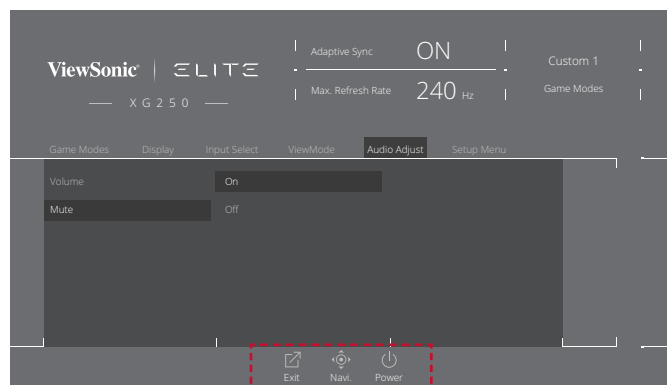 ViewSonic® ELITE
XG250
Adaptive Sync ON
Max. Refresh Rate 240 Hz
Custom 1
Game Modes
Game Modes Display Input Select ViewMode Audio Adjust Setup Menu
Volume On
Mute Off
Exit Navi. Power